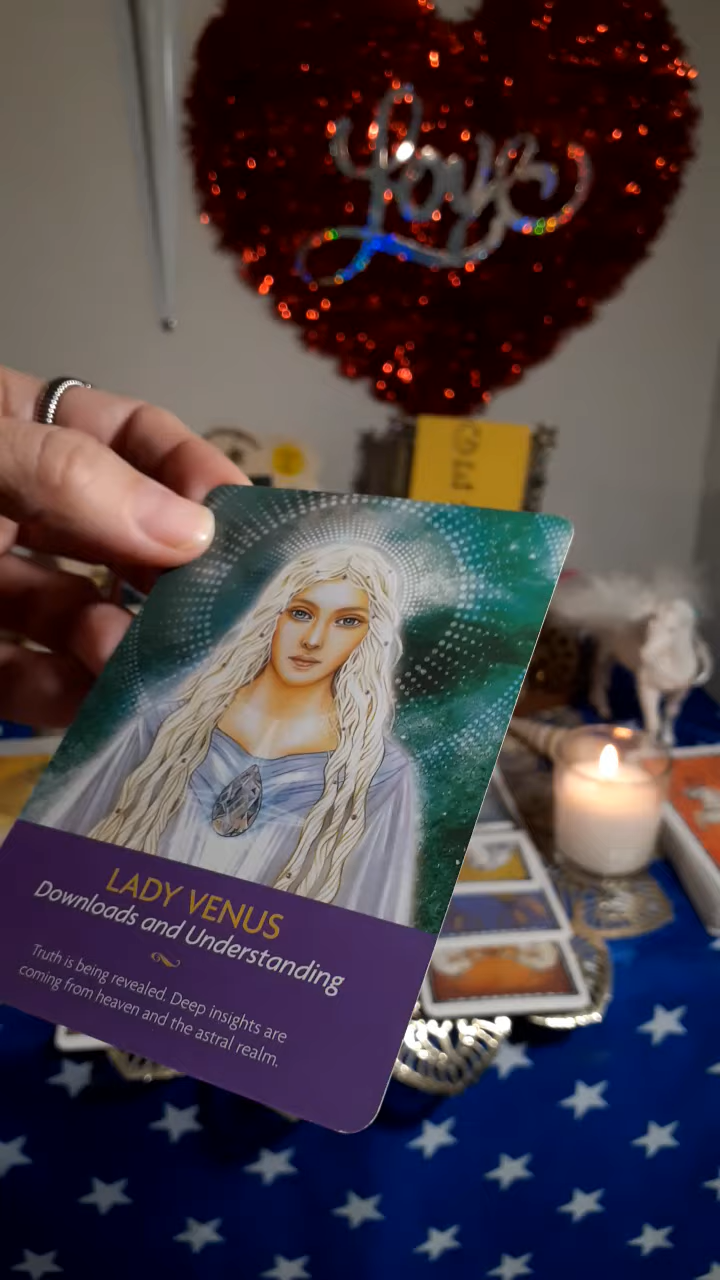 Love
LADY VENUS
Downloads and Understanding
Truth is being revealed. Deep insights are
coming from heaven and the astral realm.